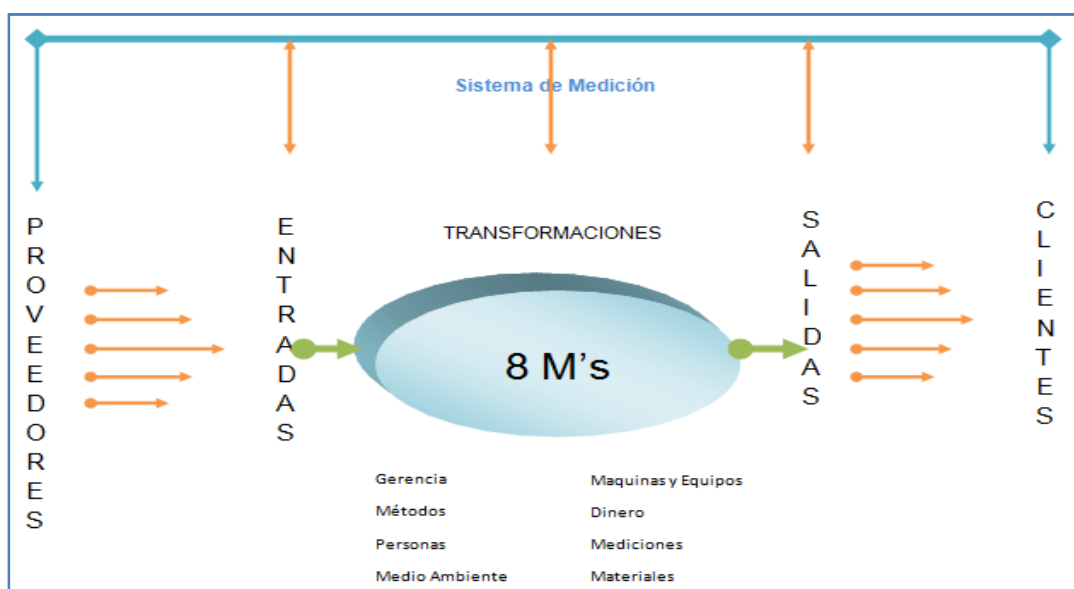 Sistema de Medición
PROVEEDORES
ENTRADAS
TRANSFORMACIONES
8 M's
SALIDAS
CLIENTES
Gerencia
Maquinas y Equipos
Métodos
Dinero
Personas
Mediciones
Medio Ambiente
Materiales